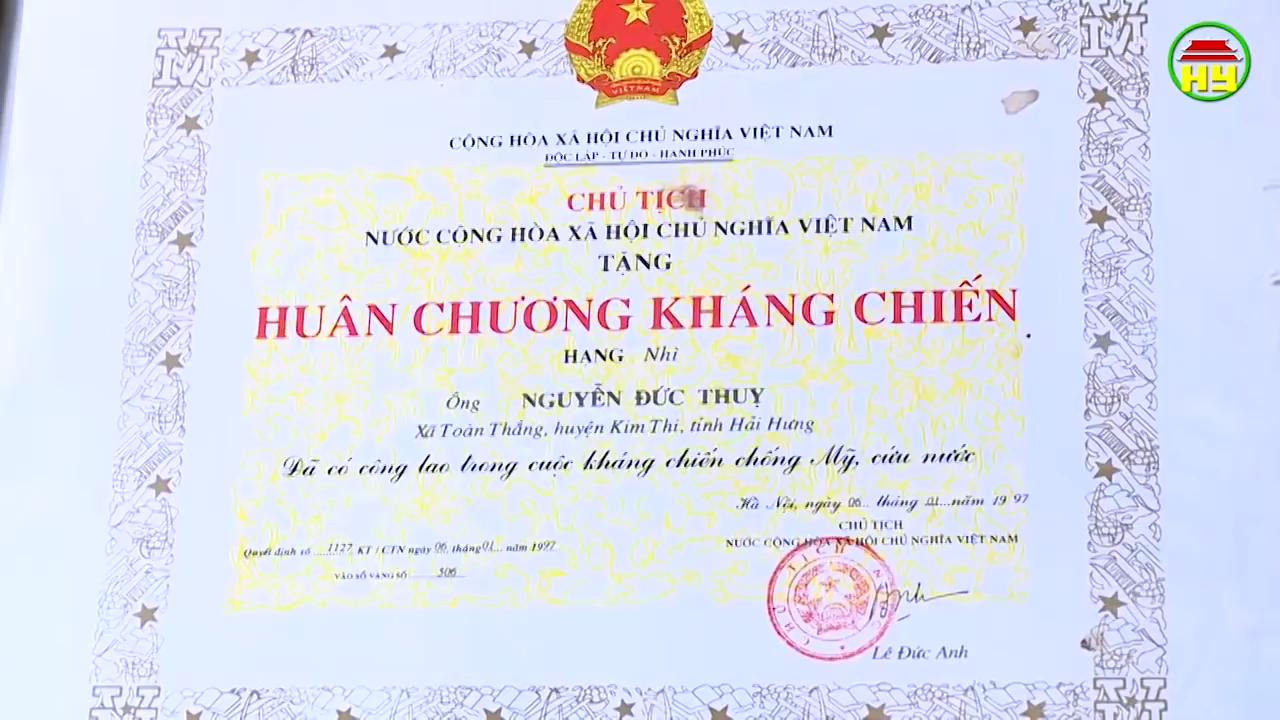 HY
VIỆT NAM
CỘNG HÒA XÃ HỘI CHỦ NGHĨA VIỆT NAM
ĐỘC LẬP - TỰ DO - HẠNH PHÚC
CHỦ TỊCH
NƯỚC CỘNG HÒA XÃ HỘI CHỦ NGHĨA VIỆT NAM
TẶNG
HUÂN CHƯƠNG KHÁNG CHIẾN
HẠNG Nhì
Ông NGUYỄN ĐỨC THUỴ
Xã Toàn Thắng, huyện Kim Thi, tỉnh Hải Hưng
Đã có công lao trong cuộc kháng chiến chống Mỹ, cứu nước
Hà Nội, ngày 06.. tháng 01...năm 1997
CHỦ TỊCH
NƯỚC CỘNG HÒA XÃ HỘI CHỦ NGHĨA VIỆT NAM
Quyết định số ....1127 KT / CTN ngày 06 tháng 01... năm 1997
VÀO SỔ VÀNG SỐ 506
Lê Đức Anh